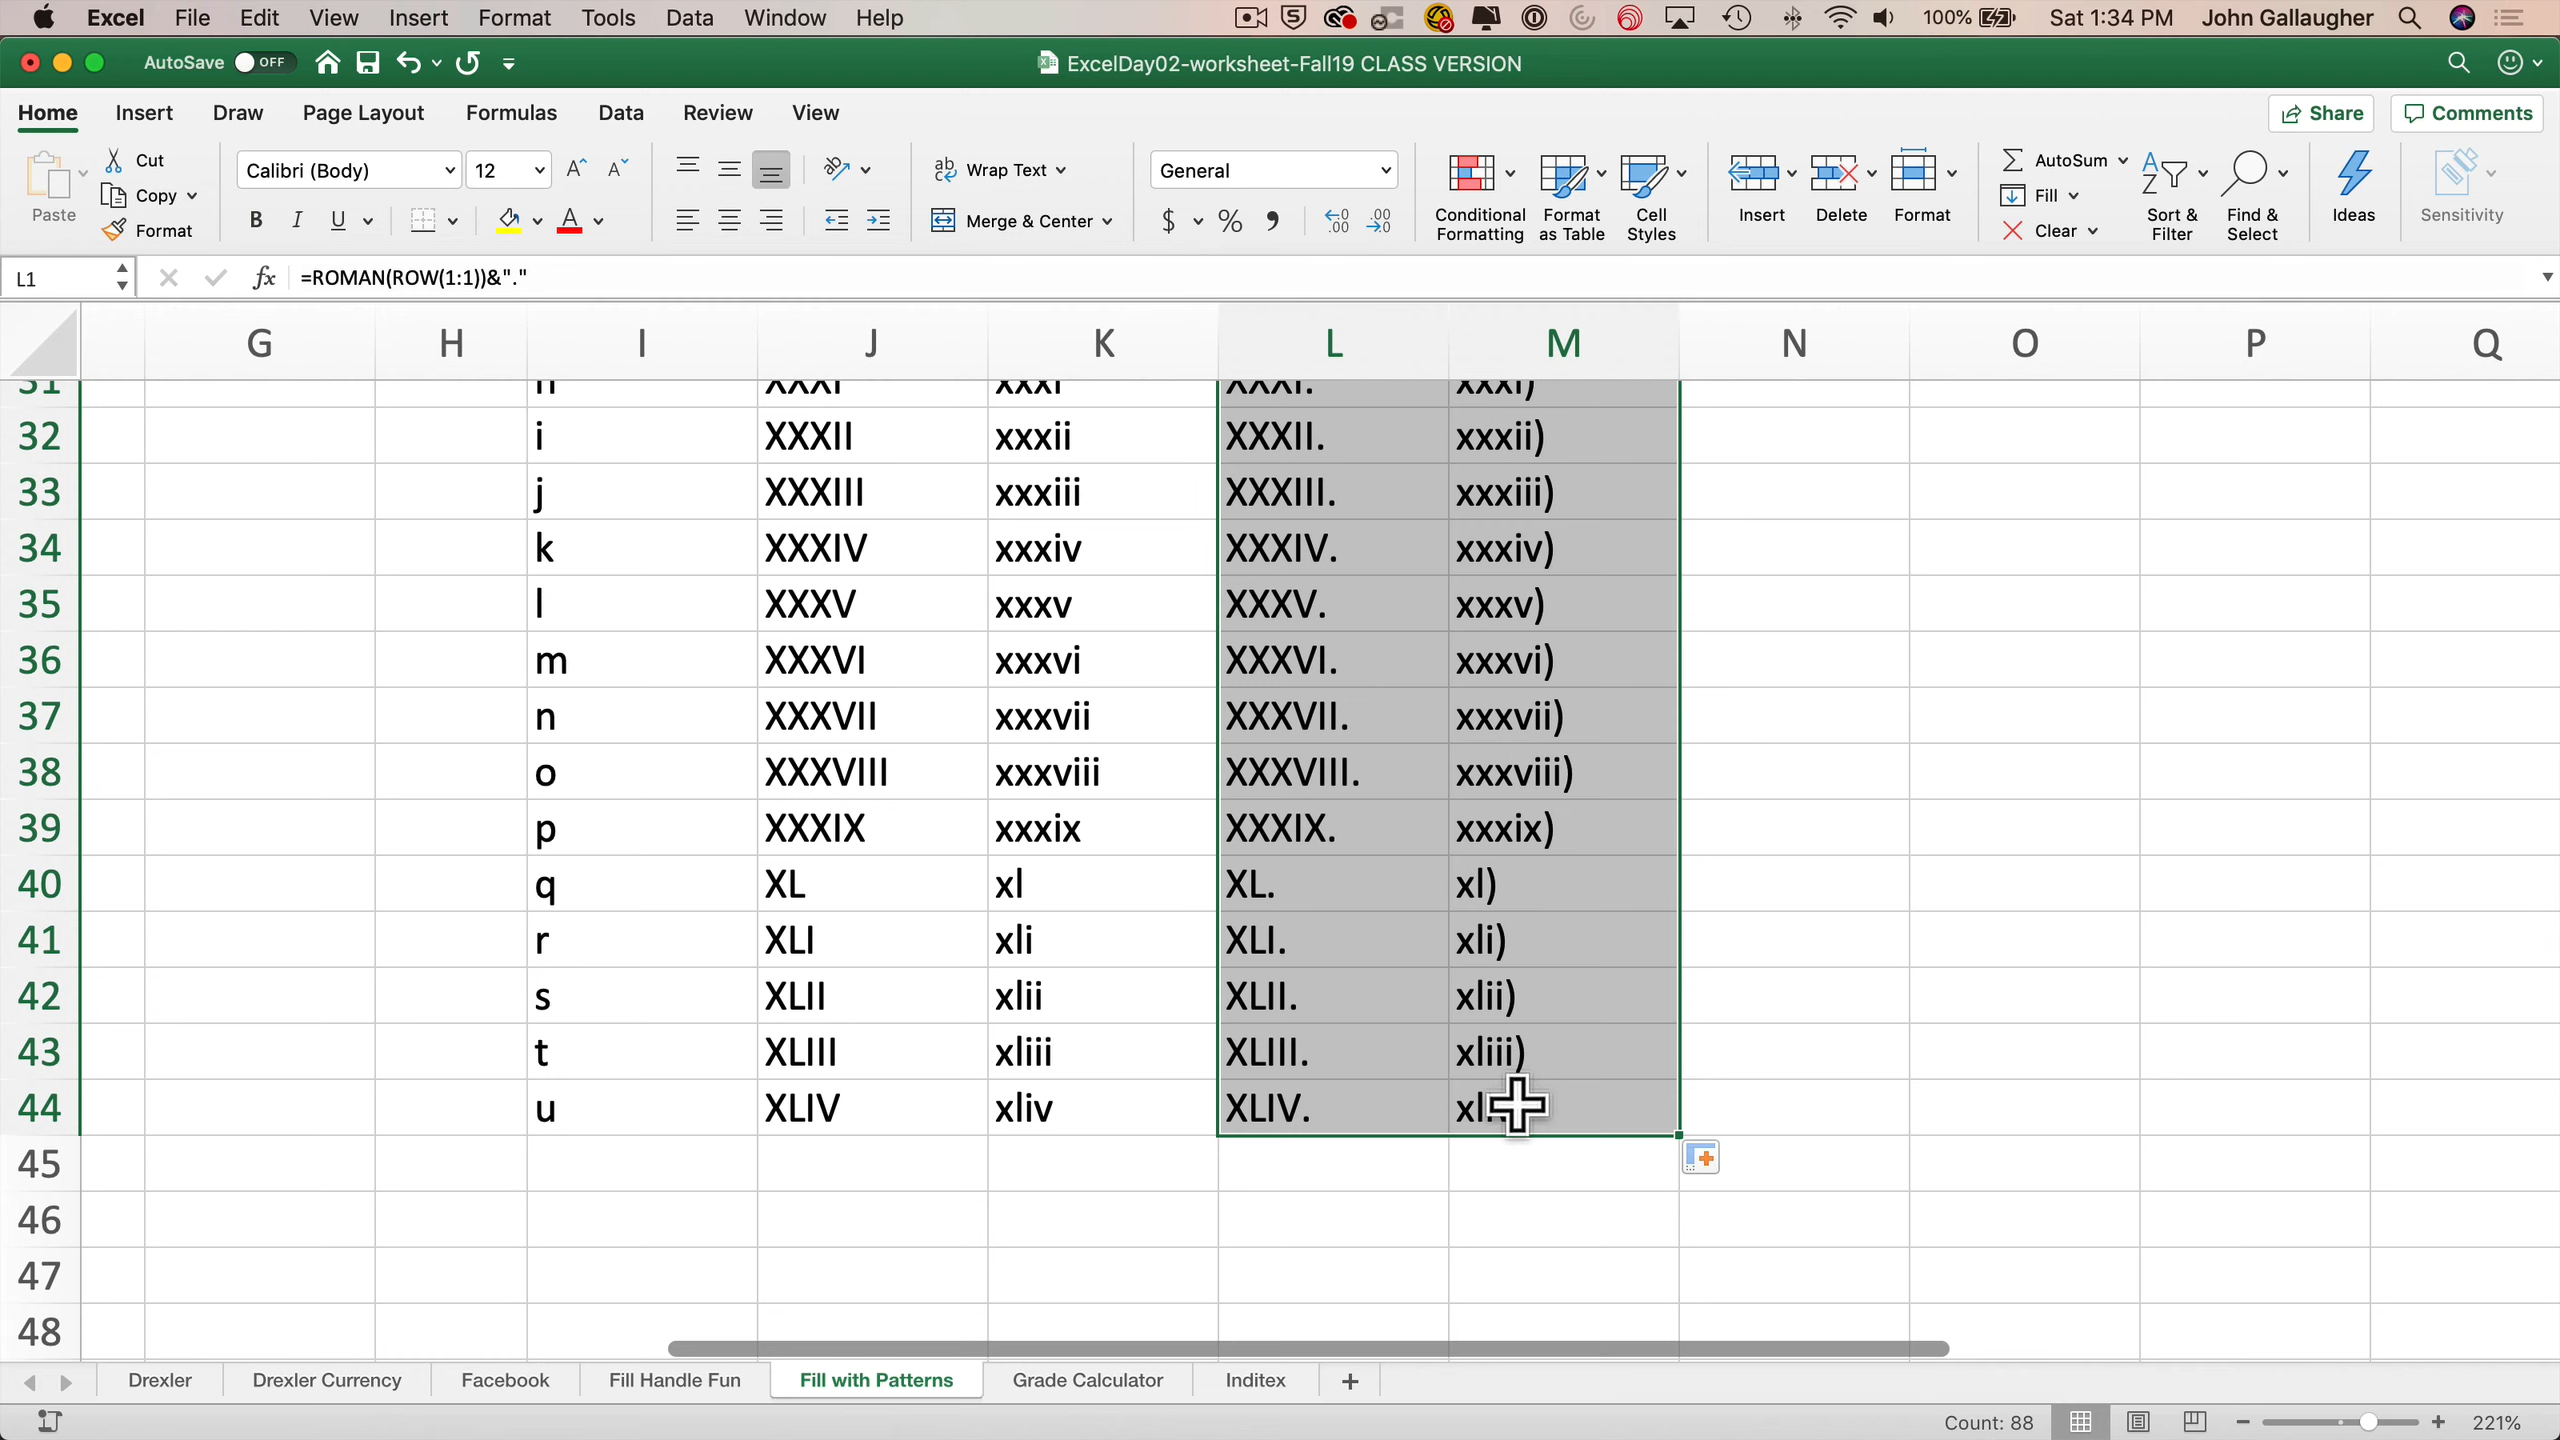 Excel File Edit View Insert Format Tools Data Window Help 100% Sat 1:34 PM John Gallaugher
AutoSave OFF ExcelDay02-worksheet-Fall19 CLASS VERSION
Home Insert Draw Page Layout Formulas Data Review View Share Comments
Paste Cut Copy Format
Calibri (Body) 12
B I U A
Wrap Text
Merge & Center
General
$ %
Conditional Formatting
Format as Table
Cell Styles
Insert Delete Format
AutoSum
Fill
Clear
Sort & Filter
Find & Select
Ideas
Sensitivity
L1 fx =ROMAN(ROW(1:1))&"."
G H I J K L M N O P Q
31 h XXXI xxxi XXXI. xxxi)
32 i XXXII xxxii XXXII. xxxii)
33 j XXXIII xxxiii XXXIII. xxxiii)
34 k XXXIV xxxiv XXXIV. xxxiv)
35 l XXXV xxxv XXXV. xxxv)
36 m XXXVI xxxvi XXXVI. xxxvi)
37 n XXXVII xxxvii XXXVII. xxxvii)
38 o XXXVIII xxxviii XXXVIII. xxxviii)
39 p XXXIX xxxix XXXIX. xxxix)
40 q XL xl XL. xl)
41 r XLI xli XLI. xli)
42 s XLII xlii XLII. xlii)
43 t XLIII xliii XLIII. xliii)
44 u XLIV xliv XLIV.
45
46
47
48
Drexler Drexler Currency Facebook Fill Handle Fun Fill with Patterns Grade Calculator Inditex +
Count: 88 221%